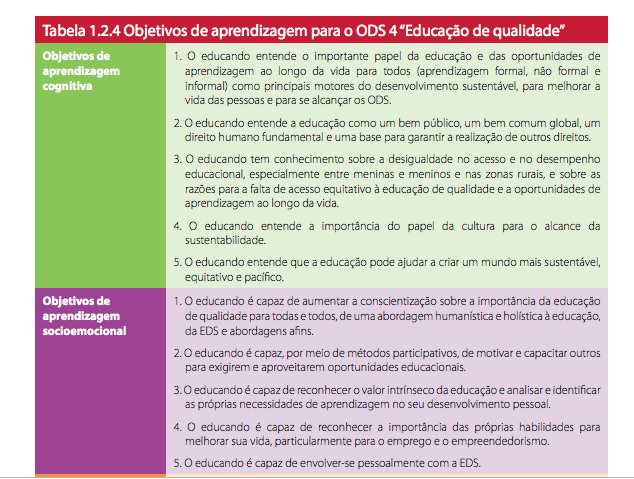 Tabela 1.2.4 Objetivos de aprendizagem para o ODS 4 “Educação de qualidade”
Objetivos de
aprendizagem
cognitiva
1. O educando entende o importante papel da educação e das oportunidades de
aprendizagem ao longo da vida para todos (aprendizagem formal, não formal e
informal) como principais motores do desenvolvimento sustentável, para melhorar a
vida das pessoas e para se alcançar os ODS.
2. O educando entende a educação como um bem público, um bem comum global, um
direito humano fundamental e uma base para garantir a realização de outros direitos.
3. O educando tem conhecimento sobre a desigualdade no acesso e no desempenho
educacional, especialmente entre meninas e meninos e nas zonas rurais, e sobre as
razões para a falta de acesso equitativo à educação de qualidade e a oportunidades de
aprendizagem ao longo da vida.
4. O educando entende a importância do papel da cultura para o alcance da
sustentabilidade.
5. O educando entende que a educação pode ajudar a criar um mundo mais sustentável,
equitativo e pacífico.
Objetivos de
aprendizagem
socioemocional
1. O educando é capaz de aumentar a conscientização sobre a importância da educação
de qualidade para todas e todos, de uma abordagem humanística e holística à educação,
da EDS e abordagens afins.
2. O educando é capaz, por meio de métodos participativos, de motivar e capacitar outros
para exigirem e aproveitarem oportunidades educacionais.
3. O educando é capaz de reconhecer o valor intrínseco da educação e analisar e identificar
as próprias necessidades de aprendizagem no seu desenvolvimento pessoal.
4. O educando é capaz de reconhecer a importância das próprias habilidades para
melhorar sua vida, particularmente para o emprego e o empreendedorismo.
5. O educando é capaz de envolver-se pessoalmente com a EDS.